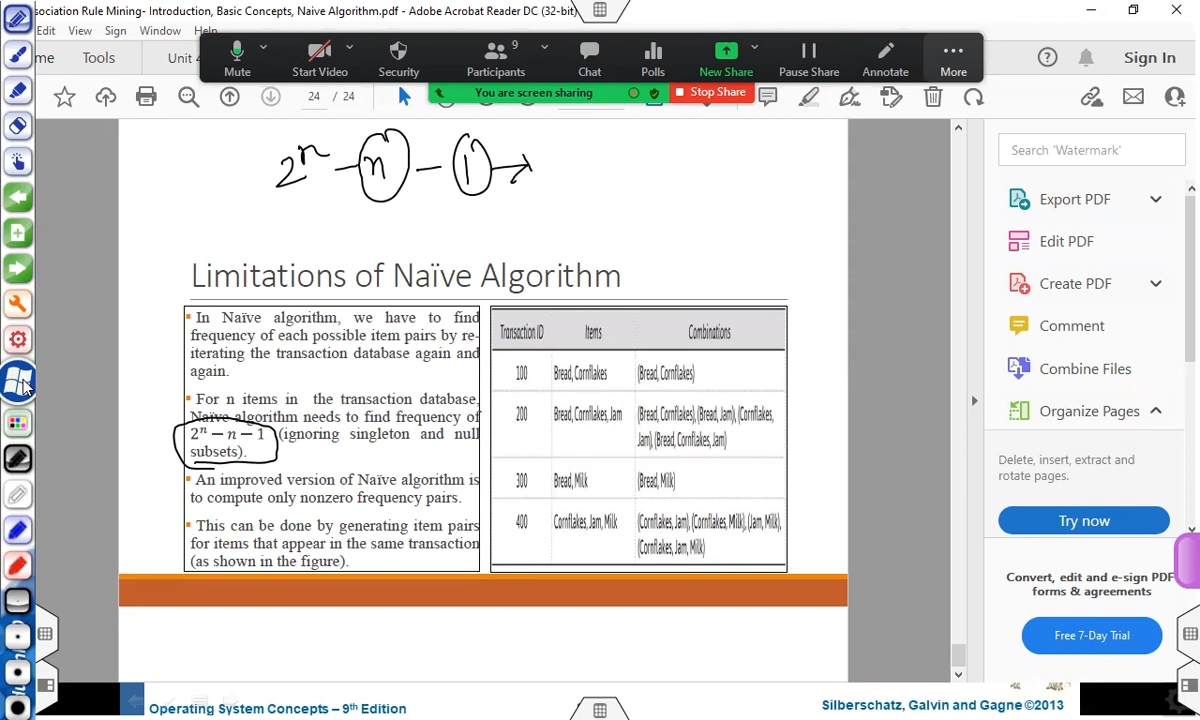 sociation Rule Mining- Introduction, Basic Concepts, Naive Algorithm.pdf - Adobe Acrobat Reader DC (32-bit)
Edit View Sign Window Hel
me Tools Unit 4
Mute Start Video Security Participants 9 Chat Polls New Share Pause Share Annotate More
Sign In
You are screen sharing Stop Share
24 / 24
2^n - n - 1 →
Search 'Watermark'
Export PDF
Edit PDF
Create PDF
Comment
Combine Files
Organize Pages
Delete, insert, extract and
rotate pages.
Try now
Convert, edit and e-sign PDF
forms & agreements
Free 7-Day Trial
Limitations of Naïve Algorithm
In Naïve algorithm, we have to find
frequency of each possible item pairs by re-
iterating the transaction database again and
again.
For n items in the transaction database,
Naïve algorithm needs to find frequency of
2ⁿ − n − 1 (ignoring singleton and null
subsets).
An improved version of Naïve algorithm is
to compute only nonzero frequency pairs.
This can be done by generating item pairs
for items that appear in the same transaction
(as shown in the figure).
Transaction ID Items Combinations
100 Bread, Cornflakes (Bread, Cornflakes)
200 Bread, Cornflakes, Jam (Bread, Cornflakes), (Bread, Jam), (Cornflakes,
Jam), (Bread, Cornflakes, Jam)
300 Bread, Milk (Bread, Milk)
400 Cornflakes, Jam, Milk (Cornflakes, Jam), (Cornflakes, Milk), (Jam, Milk),
(Cornflakes, Jam, Milk)
Operating System Concepts – 9th Edition
Silberschatz, Galvin and Gagne ©2013